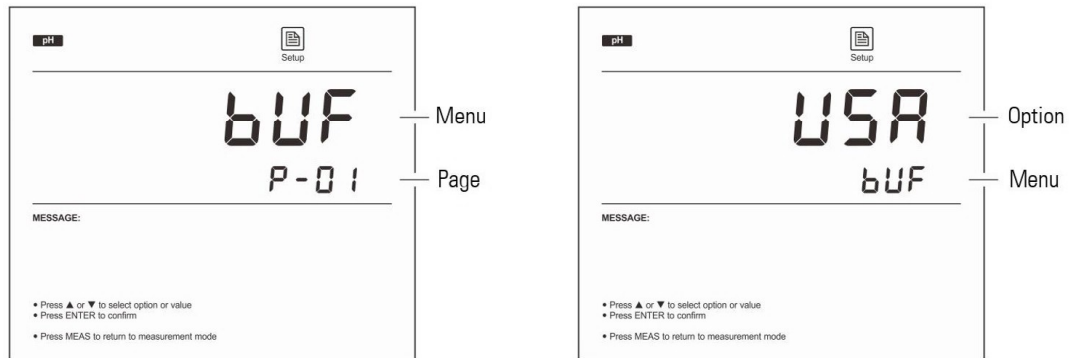 pH
Setup
bUF
Menu
P-01
Page
MESSAGE:
• Press ▲ or ▼ to select option or value
• Press ENTER to confirm
• Press MEAS to return to measurement mode
pH
Setup
USA
Option
bUF
Menu
MESSAGE:
• Press ▲ or ▼ to select option or value
• Press ENTER to confirm
• Press MEAS to return to measurement mode